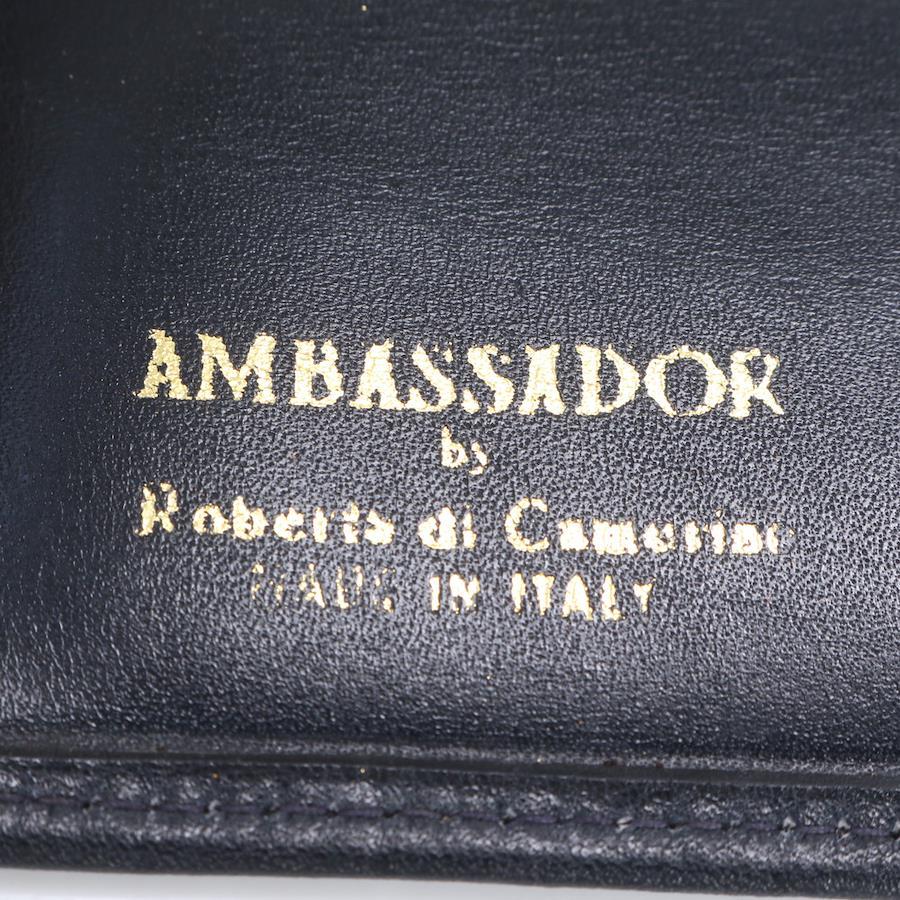 AMBASSADOR
by
Roberta di Camerino
MADE IN ITALY